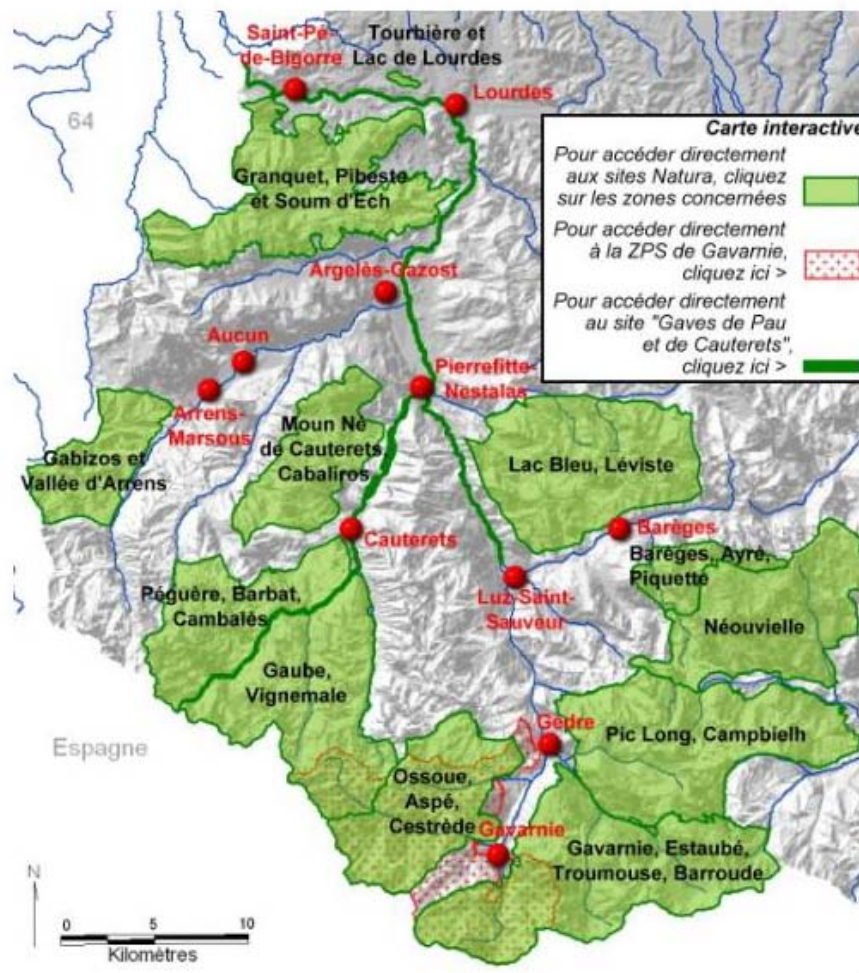 Saint-Pé-
de-Bigorre
Tourbière et
Lac de Lourdes
Lourdes
64
Carte interactive
Pour accéder directement
aux sites Natura, cliquez
sur les zones concernées
Pour accéder directement
à la ZPS de Gavarnie,
cliquez ici >
Pour accéder directement
au site "Gaves de Pau
et de Cauterets",
cliquez ici >
Granquet, Pibeste
et Soum d'Ech
Argelès-Gazost
Aucun
Arrens-
Marsous
Pierrefitte-
Nestalas
Moun Né
de Cauterets,
Cabaliros
Gabizos et
Vallée d'Arrens
Lac Bleu, Léviste
Cauterets
Barèges
Barèges, Ayré,
Piquette
Luz-Saint-
Sauveur
Péguère, Barbat,
Cambalès
Néouvielle
Gaube,
Vignemale
Espagne
Gèdre
Pic Long, Campbielh
Ossoue,
Aspé,
Cestrède
Gavarnie
Gavarnie, Estaubé,
Troumouse, Barroude
N
0 5 10
Kilomètres